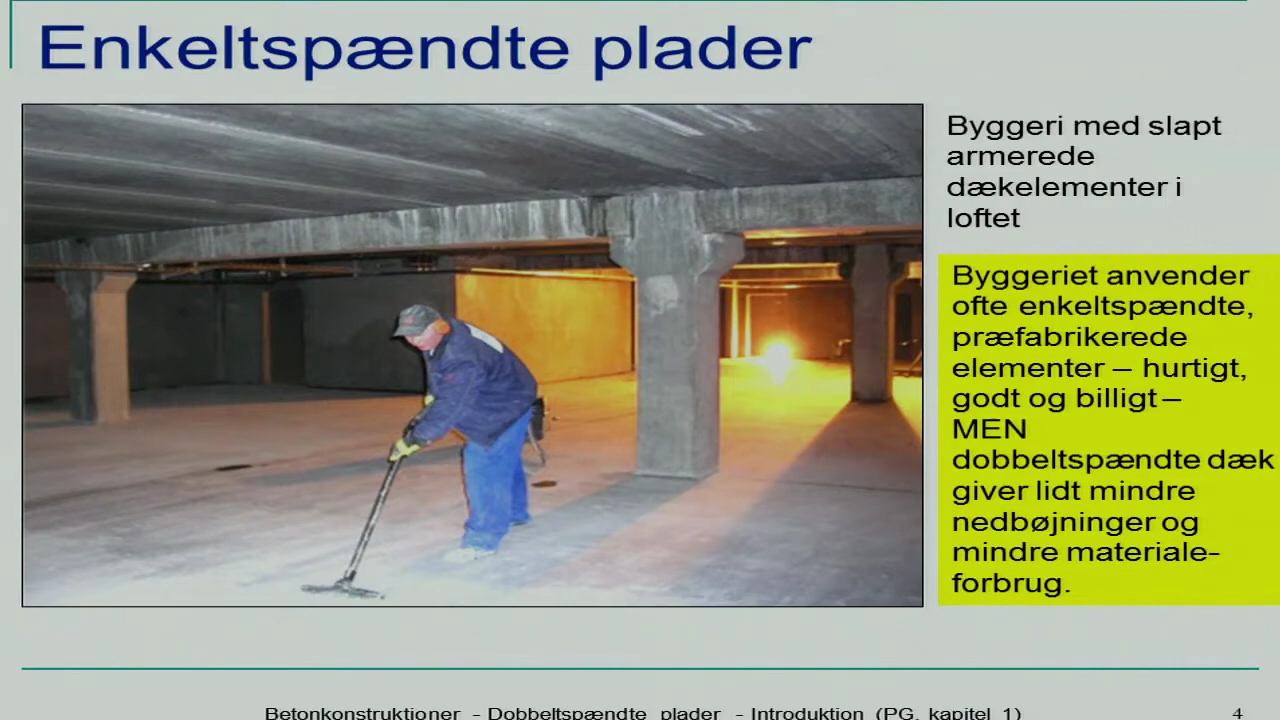 Enkeltspændte plader
Byggeri med slapt
armerede
dækelementer i
loftet
Byggeriet anvender
ofte enkeltspændte,
præfabrikerede
elementer – hurtigt,
godt og billigt –
MEN
dobbeltspændte dæk
giver lidt mindre
nedbøjninger og
mindre materiale-
forbrug.
Betonkonstruktioner - Dobbeltspændte plader - Introduktion (PG, kapitel 1)
4